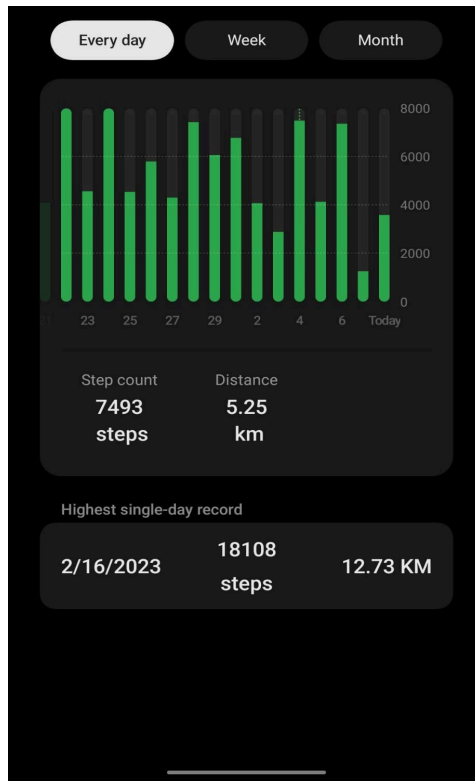 Every day Week Month
8000
6000
4000
2000
0
23 25 27 29 2 4 6 Today
Step count Distance
7493 5.25
steps km
Highest single-day record
2/16/2023 18108 steps 12.73 KM